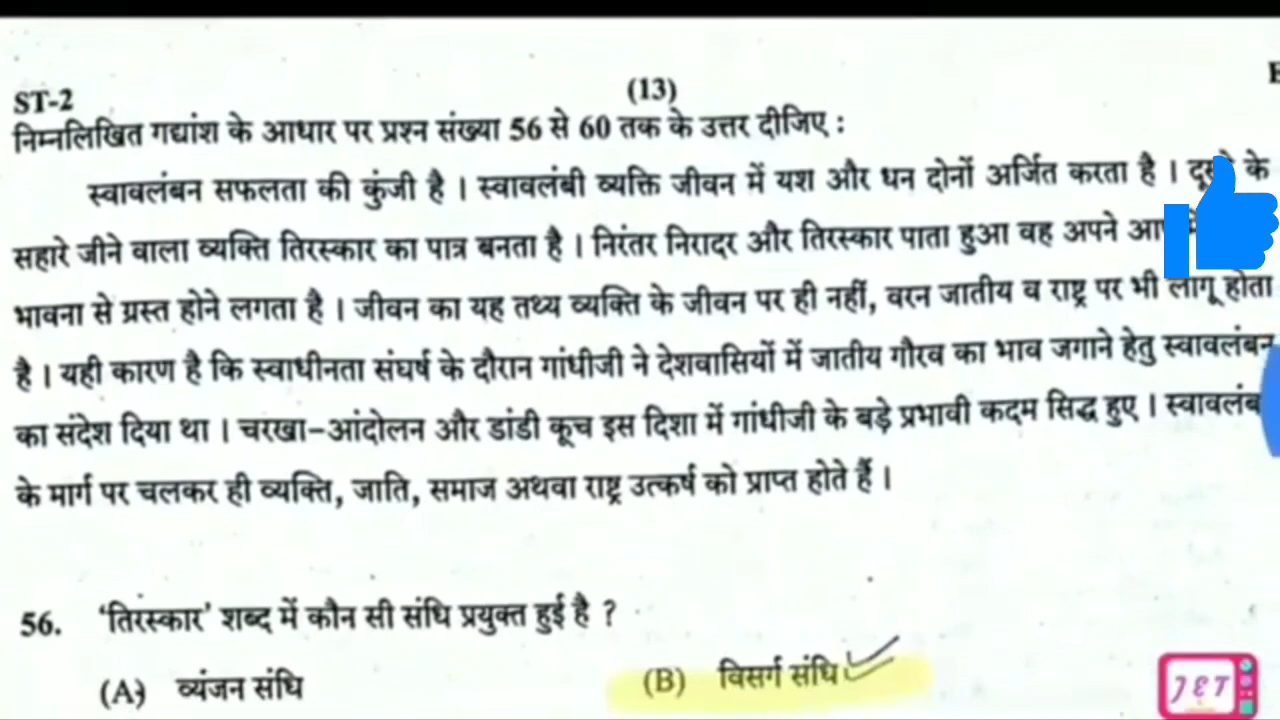 ST-2
(13)
निम्नलिखित गद्यांश के आधार पर प्रश्न संख्या 56 से 60 तक के उत्तर दीजिए :
स्वावलंबन सफलता की कुंजी है । स्वावलंबी व्यक्ति जीवन में यश और धन दोनों अर्जित करता है । के
सहारे जीने वाला व्यक्ति तिरस्कार का पात्र बनता है । निरंतर निरादर और तिरस्कार पाता हुआ वह अपने
भावना से ग्रस्त होने लगता है । जीवन का यह तथ्य व्यक्ति के जीवन पर ही नहीं, वरन जातीय व राष्ट्र पर भी लागू होता
है । यही कारण है कि स्वाधीनता संघर्ष के दौरान गांधीजी ने देशवासियों में जातीय गौरव का भाव जगाने हेतु स्वावलंबन
का संदेश दिया था । चरखा-आंदोलन और डांडी कूच इस दिशा में गांधीजी के बड़े प्रभावी कदम सिद्ध हुए ।
के मार्ग पर चलकर ही व्यक्ति, जाति, समाज अथवा राष्ट्र उत्कर्ष को प्राप्त होते हैं ।
56. 'तिरस्कार' शब्द में कौन सी संधि प्रयुक्त हुई है ?
(A) व्यंजन संधि
(B) विसर्ग संधि
JET